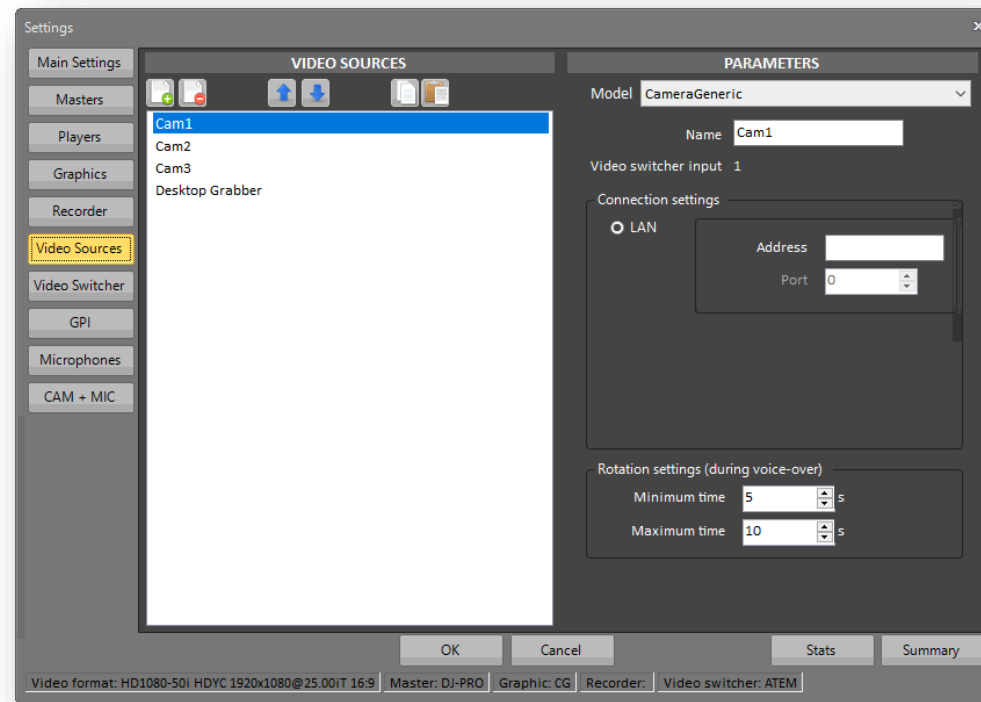 Settings
x
Main Settings
Masters
Players
Graphics
Recorder
Video Sources
Video Switcher
GPI
Microphones
CAM + MIC
VIDEO SOURCES
Cam1
Cam2
Cam3
Desktop Grabber
PARAMETERS
Model CameraGeneric
Name Cam1
Video switcher input 1
Connection settings
LAN
Address
Port 0
Rotation settings (during voice-over)
Minimum time 5 s
Maximum time 10 s
OK Cancel Stats Summary
Video format: HD1080-50i HDYC 1920x1080@25.00iT 16:9 Master: DJ-PRO Graphic: CG Recorder: Video switcher: ATEM